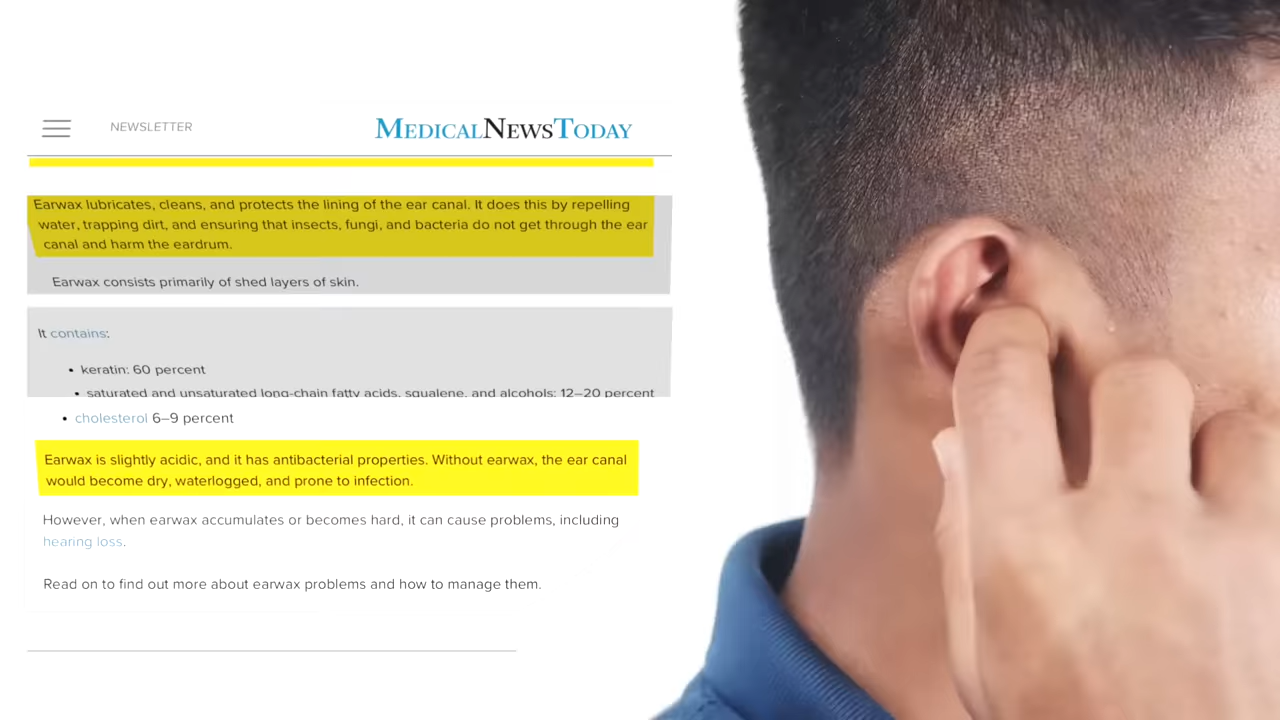 NEWSLETTER
MEDICALNEWSTODAY
Earwax lubricates, cleans, and protects the lining of the ear canal. It does this by repelling
water, trapping dirt, and ensuring that insects, fungi, and bacteria do not get through the ear
canal and harm the eardrum.
Earwax consists primarily of shed layers of skin.
It contains:
• keratin: 60 percent
• saturated and unsaturated long-chain fatty acids, squalene, and alcohols: 12–20 percent
• cholesterol 6–9 percent
Earwax is slightly acidic, and it has antibacterial properties. Without earwax, the ear canal
would become dry, waterlogged, and prone to infection.
However, when earwax accumulates or becomes hard, it can cause problems, including
hearing loss.
Read on to find out more about earwax problems and how to manage them.